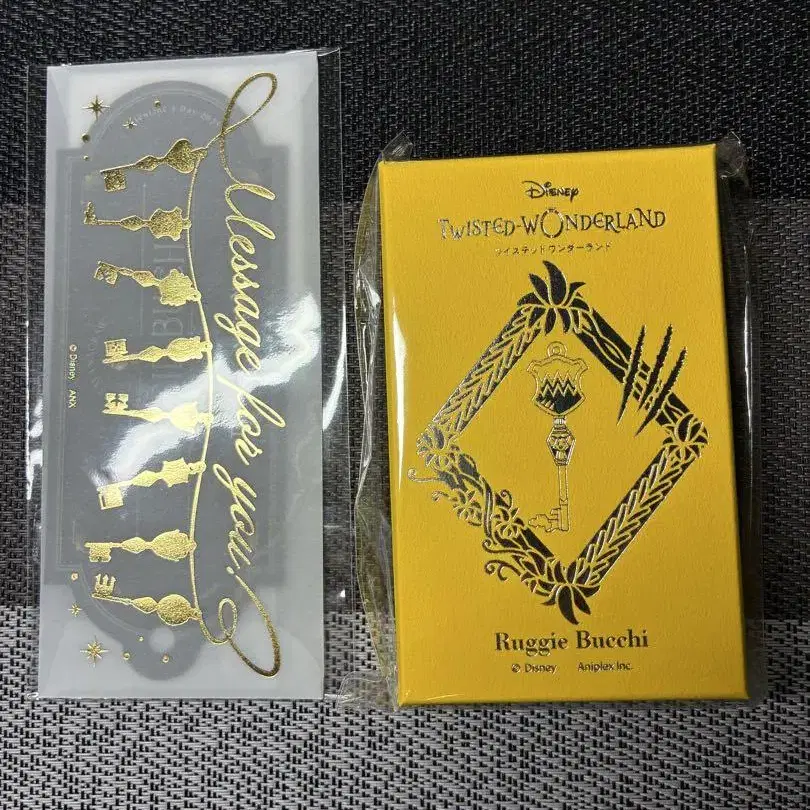 Message for you!
© Disney ANX
Disney
TWISTED-WONDERLAND
ツイステッドワンダーランド
Ruggie Bucchi
© Disney Aniplex Inc.